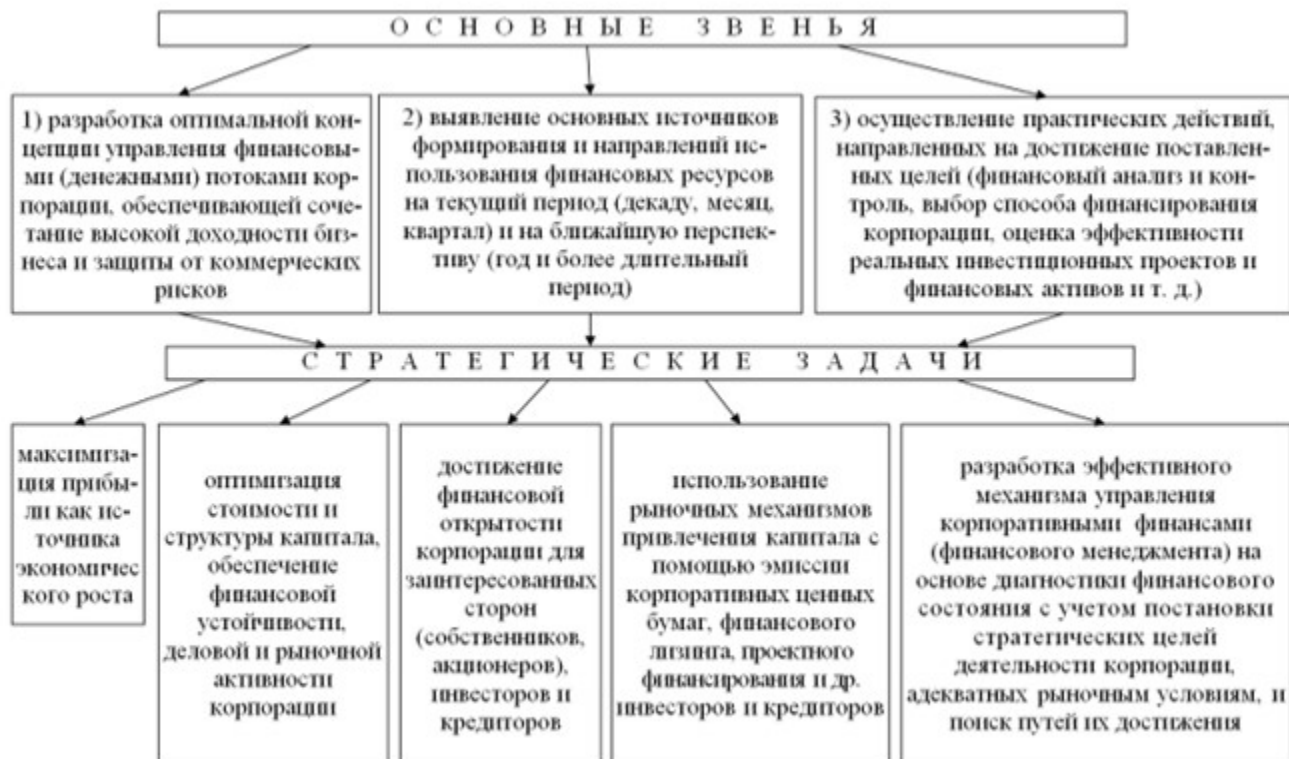 О С Н О В Н Ы Е З В Е Н Ь Я
1) разработка оптимальной кон-
цепции управления финансовы-
ми (денежными) потоками кор-
порации, обеспечивающей соче-
тание высокой доходности биз-
неса и защиты от коммерческих
рисков
2) выявление основных источников
формирования и направлений ис-
пользования финансовых ресурсов
на текущий период (декаду, месяц,
квартал) и на ближайшую перспек-
тиву (год и более длительный
период)
3) осуществление практических действий,
направленных на достижение поставлен-
ных целей (финансовый анализ и кон-
троль, выбор способа финансирования
корпорации, оценка эффективности
реальных инвестиционных проектов и
финансовых активов и т. д.)
С Т Р А Т Е Г И Ч Е С К И Е З А Д А Ч И
максимиза-
ция прибы-
ли как ис-
точника
экономичес
кого роста
оптимизация
стоимости и
структуры капитала,
обеспечение
финансовой
устойчивости,
деловой и рыночной
активности
корпорации
достижение
финансовой
открытости
корпорации для
заинтересованных
сторон
(собственников,
акционеров),
инвесторов и
кредиторов
использование
рыночных механизмов
привлечения капитала с
помощью эмиссии
корпоративных ценных
бумаг, финансового
лизинга, проектного
финансирования и др.
инвесторов и кредиторов
разработка эффективного
механизма управления
корпоративными финансами
(финансового менеджмента) на
основе диагностики финансового
состояния с учетом постановки
стратегических целей
деятельности корпорации,
адекватных рыночным условиям, и
поиск путей их достижения